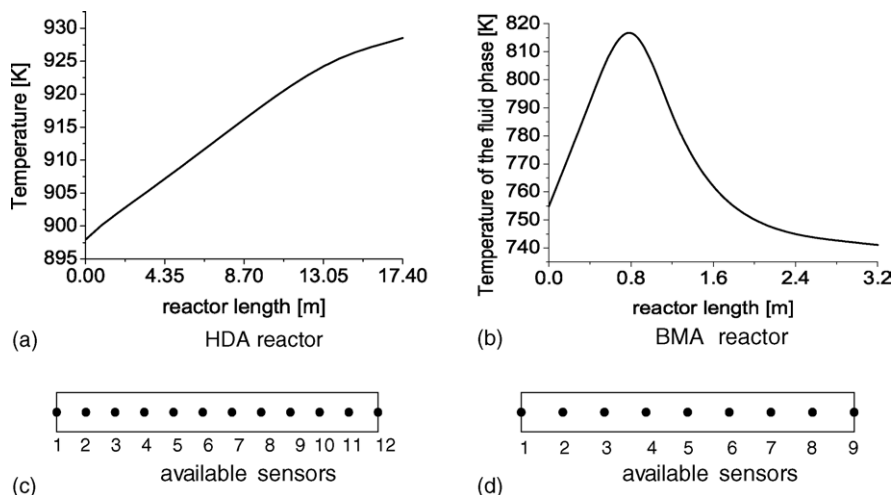 Temperature [K]
930
925
920
915
910
905
900
895
0.00 4.35 8.70 13.05 17.40
reactor length [m]
(a) HDA reactor
Temperature of the fluid phase [K]
820
810
800
790
780
770
760
750
740
0.0 0.8 1.6 2.4 3.2
reactor length [m]
(b) BMA reactor
1 2 3 4 5 6 7 8 9 10 11 12
(c) available sensors
1 2 3 4 5 6 7 8 9
(d) available sensors